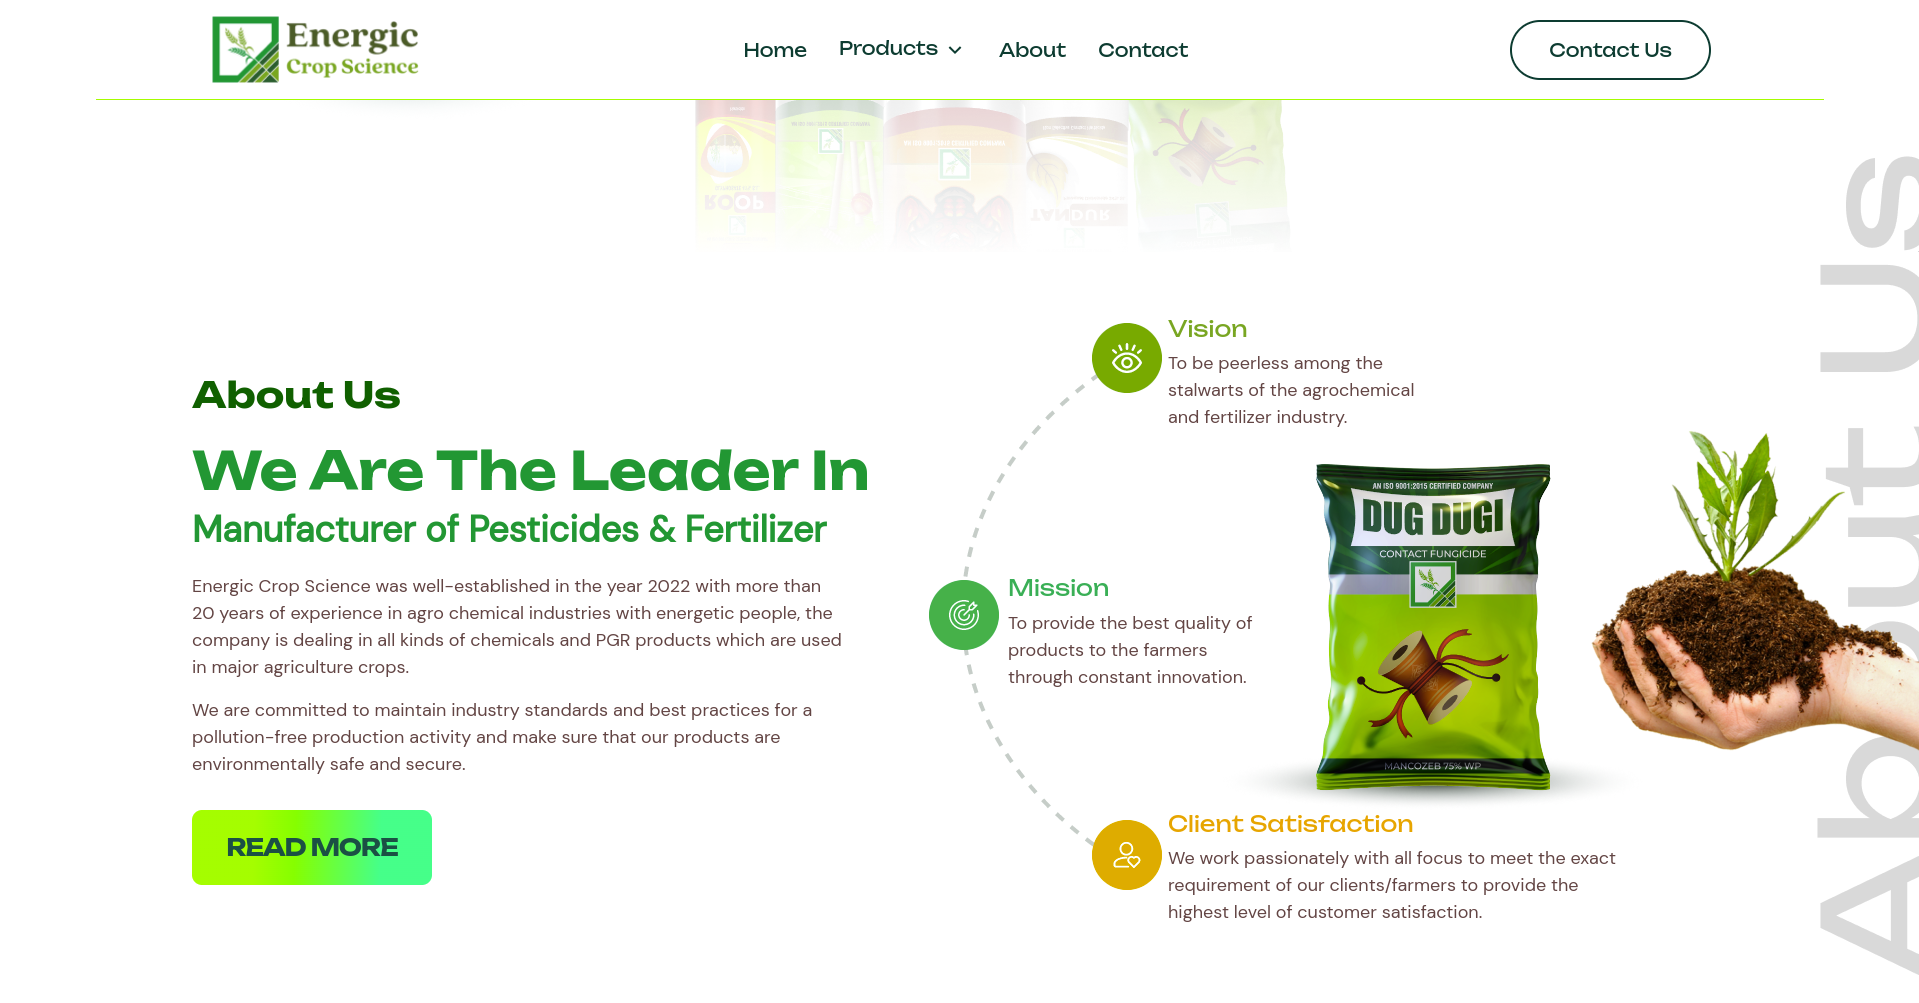 Energic
Crop Science
Home
Products
About
Contact
Contact Us
ROOP
TANDUR
About Us
We Are The Leader In
Manufacturer of Pesticides & Fertilizer
Energic Crop Science was well-established in the year 2022 with more than
20 years of experience in agro chemical industries with energetic people, the
company is dealing in all kinds of chemicals and PGR products which are used
in major agriculture crops.
We are committed to maintain industry standards and best practices for a
pollution-free production activity and make sure that our products are
environmentally safe and secure.
READ MORE
Vision
To be peerless among the
stalwarts of the agrochemical
and fertilizer industry.
Mission
To provide the best quality of
products to the farmers
through constant innovation.
AN ISO 9001:2015 CERTIFIED COMPANY
DUG DUGI
CONTACT FUNGICIDE
MANCOZEB 75% WP
Client Satisfaction
We work passionately with all focus to meet the exact
requirement of our clients/farmers to provide the
highest level of customer satisfaction.
About Us